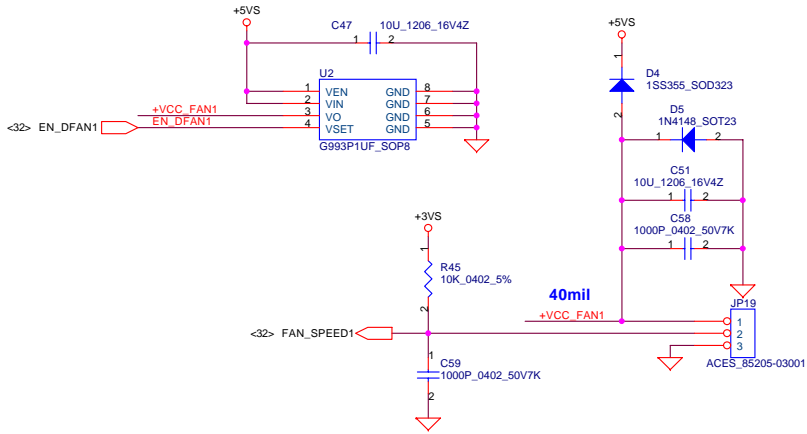 +5VS
C47
10U_1206_16V4Z
1
2
U2
1 VEN GND 8
2 VIN GND 7
3 VO GND 6
4 VSET GND 5
+VCC_FAN1
<32> EN_DFAN1
EN_DFAN1
G993P1UF_SOP8
+5VS
1
D4
1SS355_SOD323
2
D5
1N4148_SOT23
1
2
C51
10U_1206_16V4Z
1
2
C58
1000P_0402_50V7K
1
2
+3VS
1
R45
10K_0402_5%
2
40mil
+VCC_FAN1
JP19
1
2
3
ACES_85205-03001
<32> FAN_SPEED1
1
C59
1000P_0402_50V7K
2